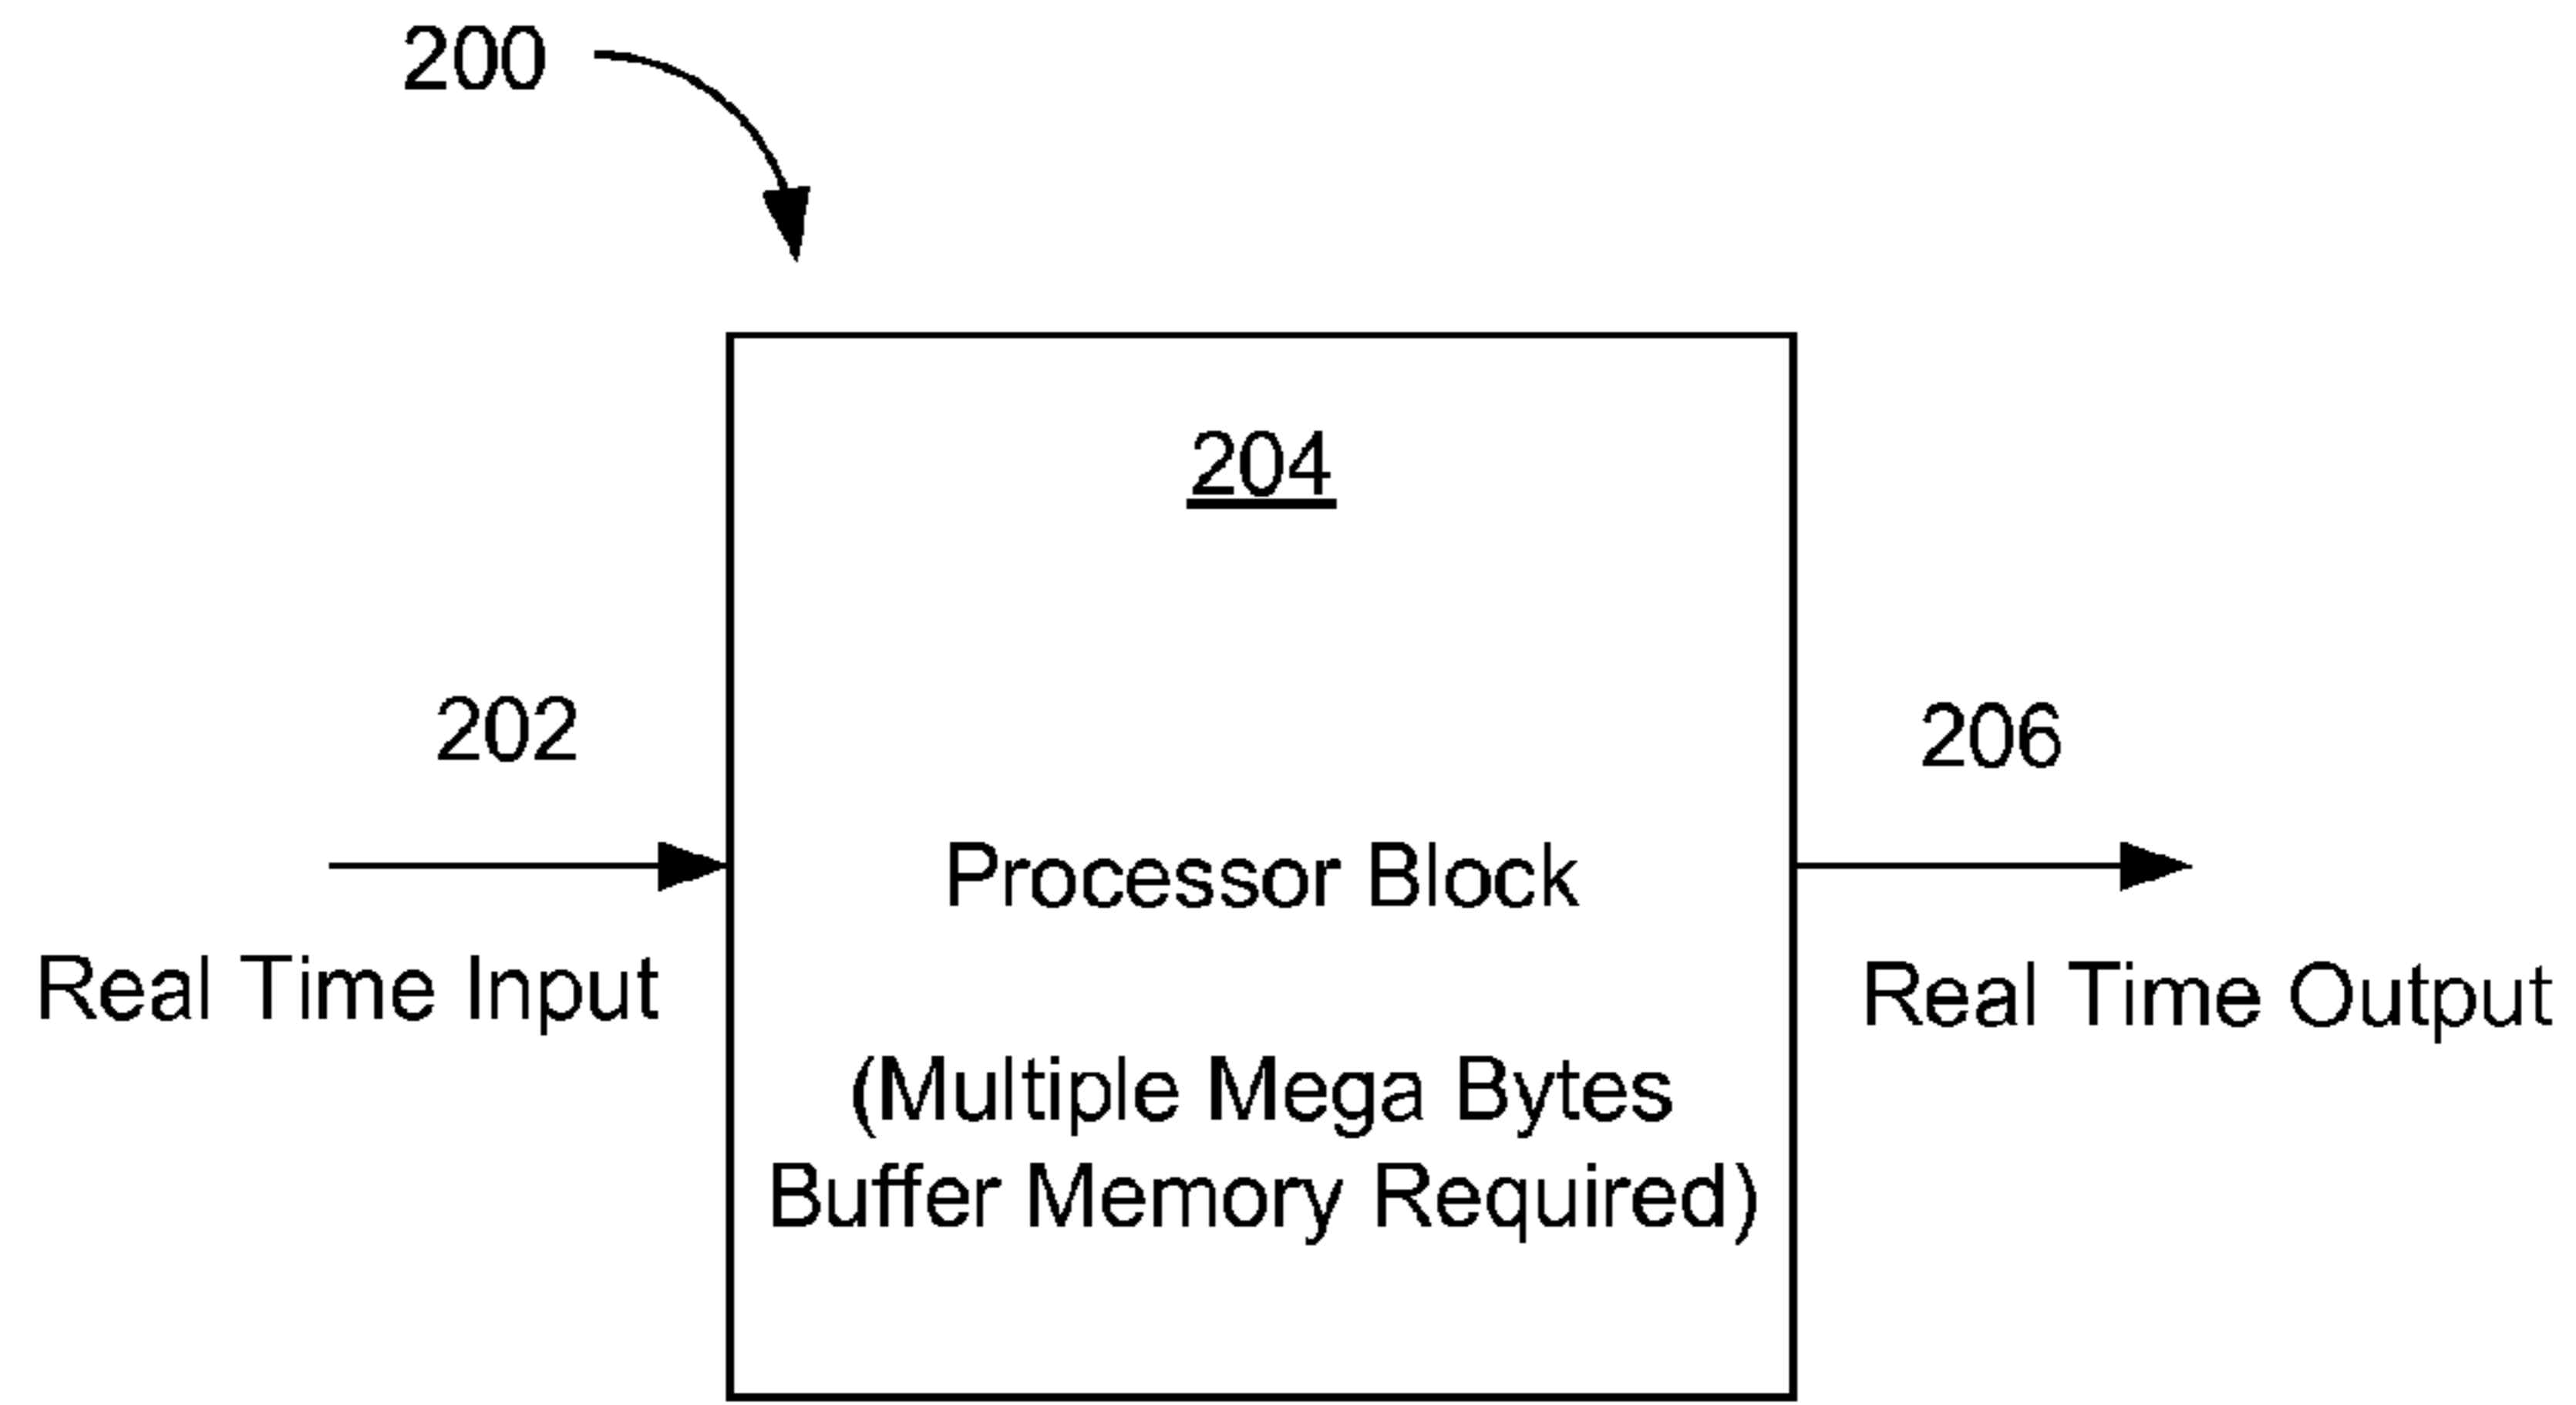 200
204
202
206
Processor Block
Real Time Input
Real Time Output
(Multiple Mega Bytes
Buffer Memory Required)